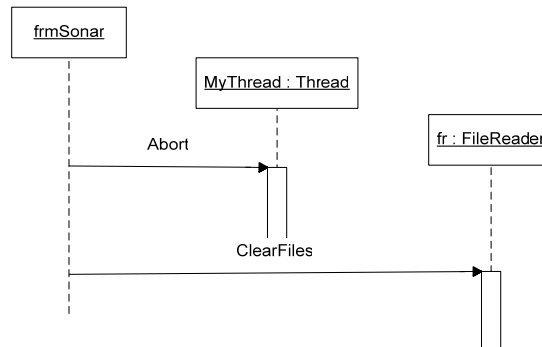 frmSonar
MyThread : Thread
fr : FileReader
Abort
ClearFiles